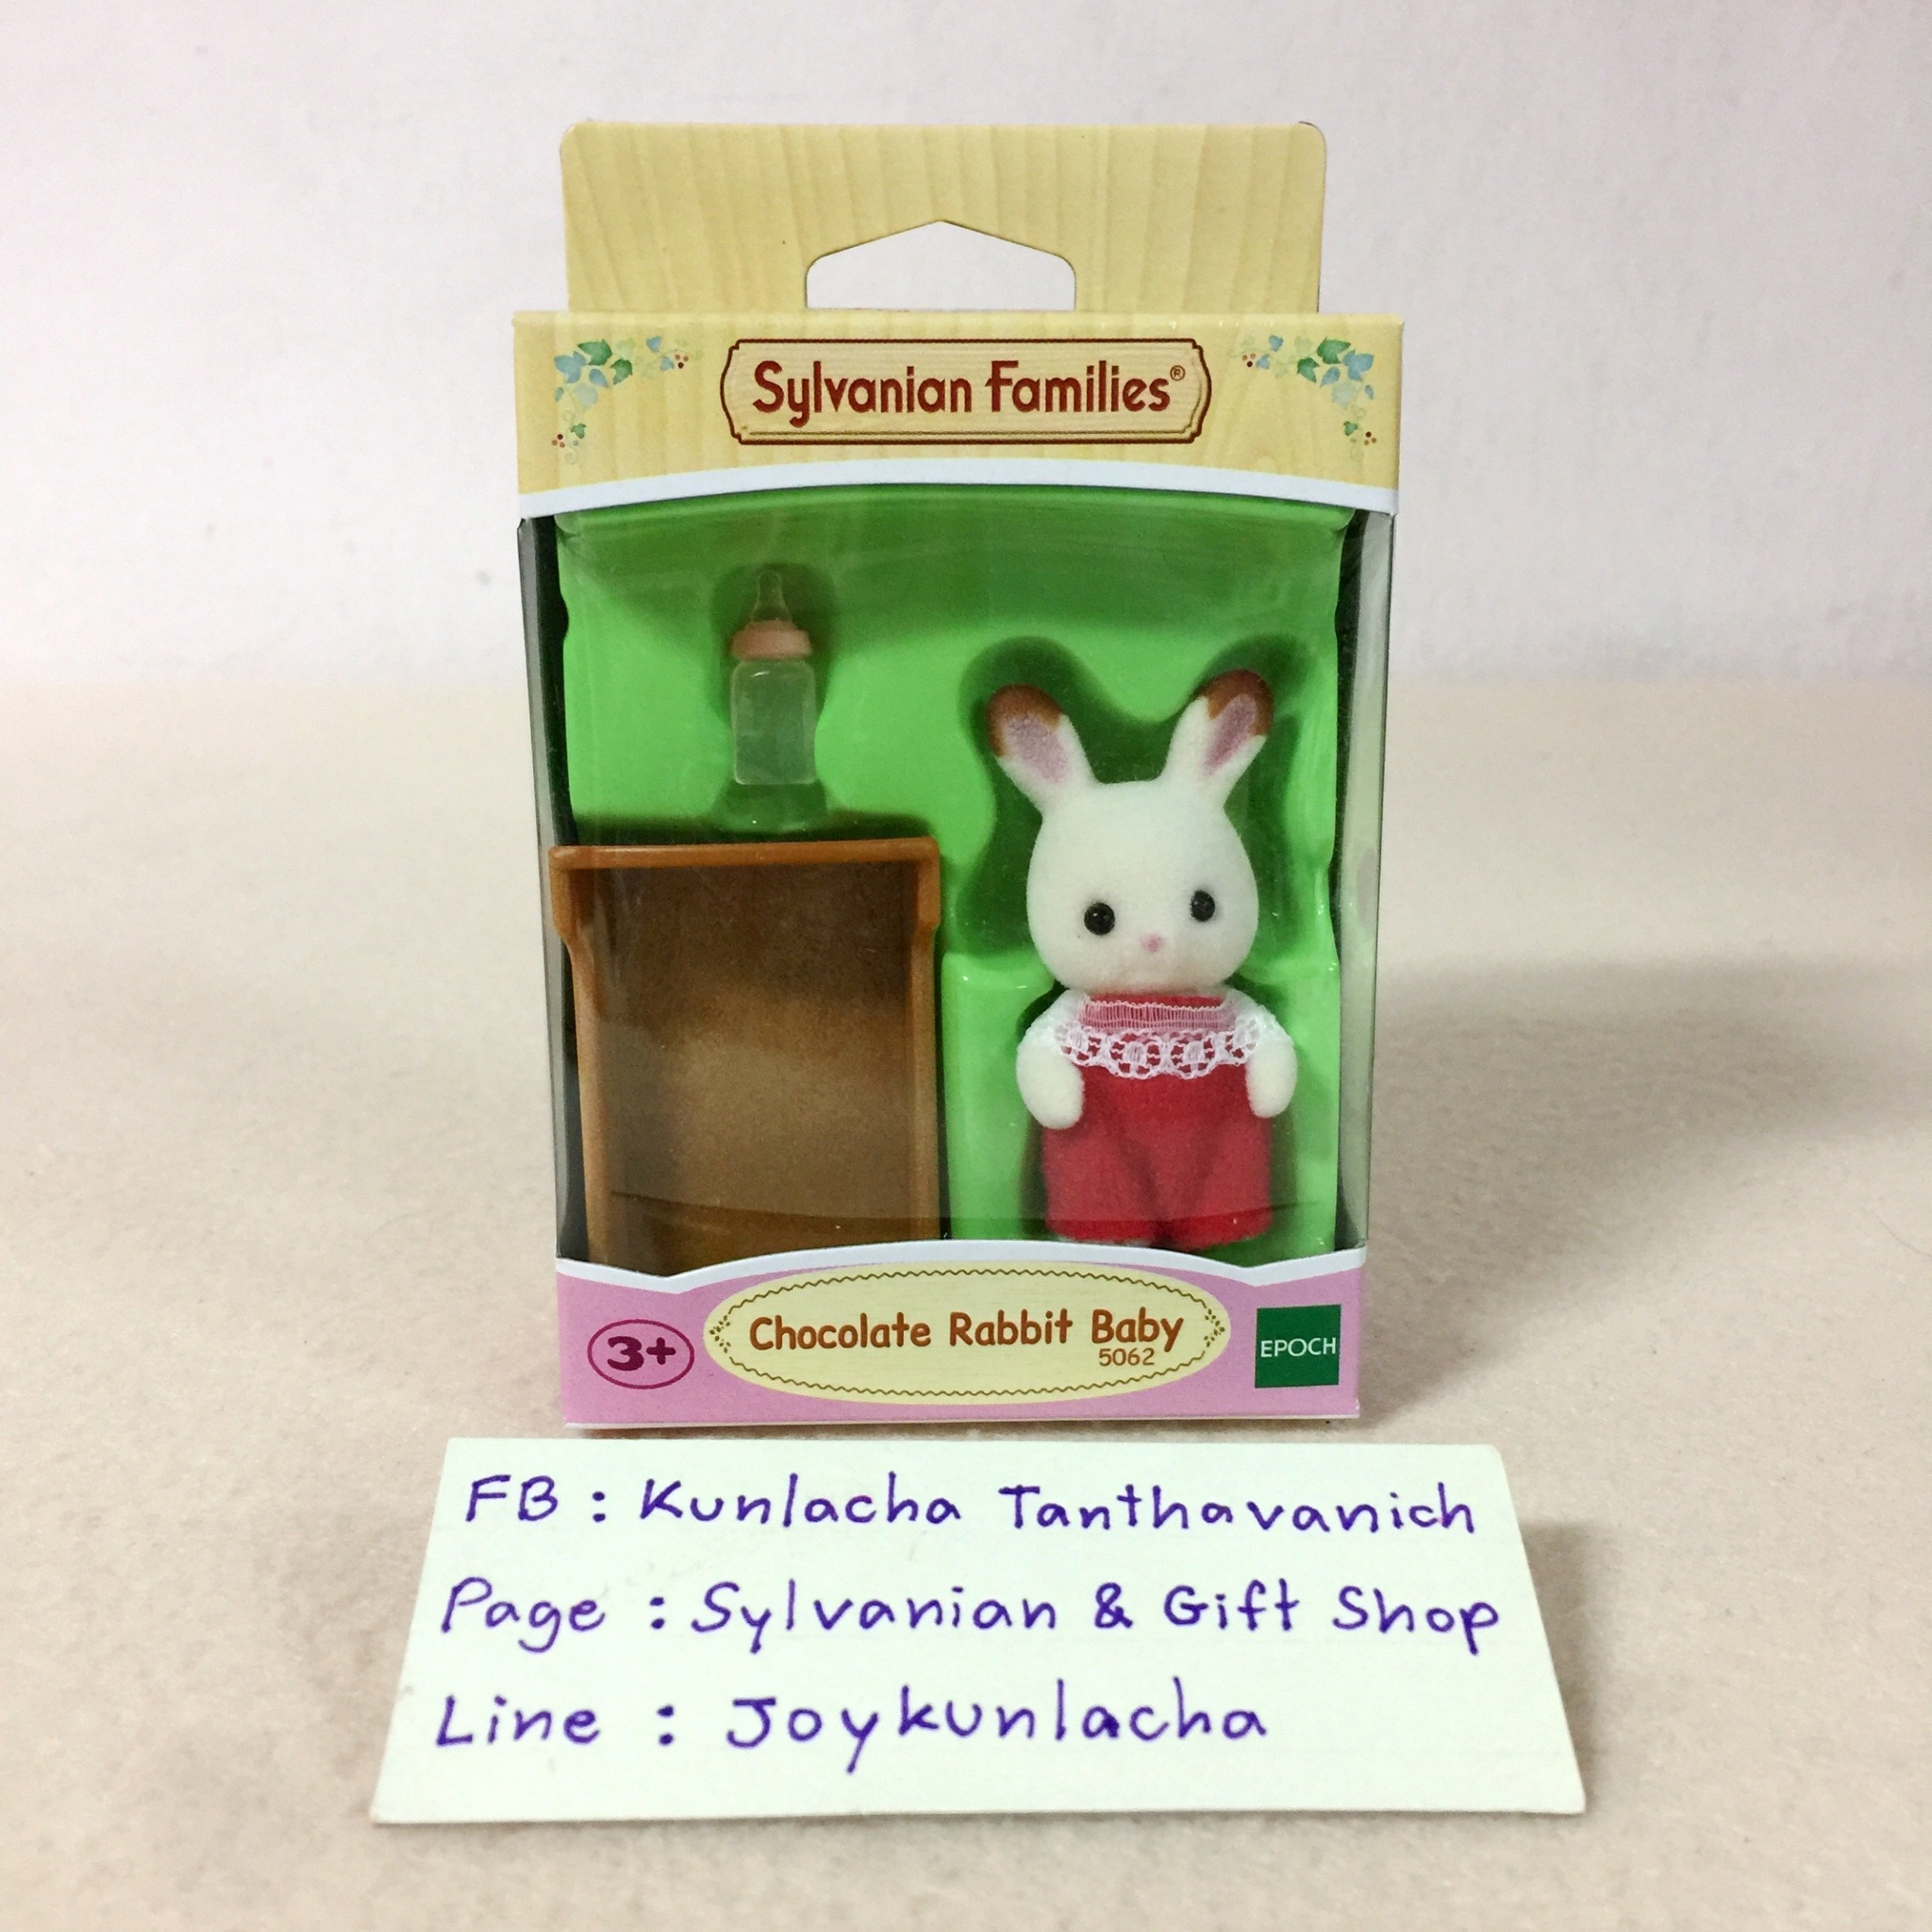 Sylvanian Families®
3+
Chocolate Rabbit Baby
5062
EPOCH
FB : Kunlacha Tanthavanich
Page : Sylvanian & Gift Shop
Line : Joykunlacha